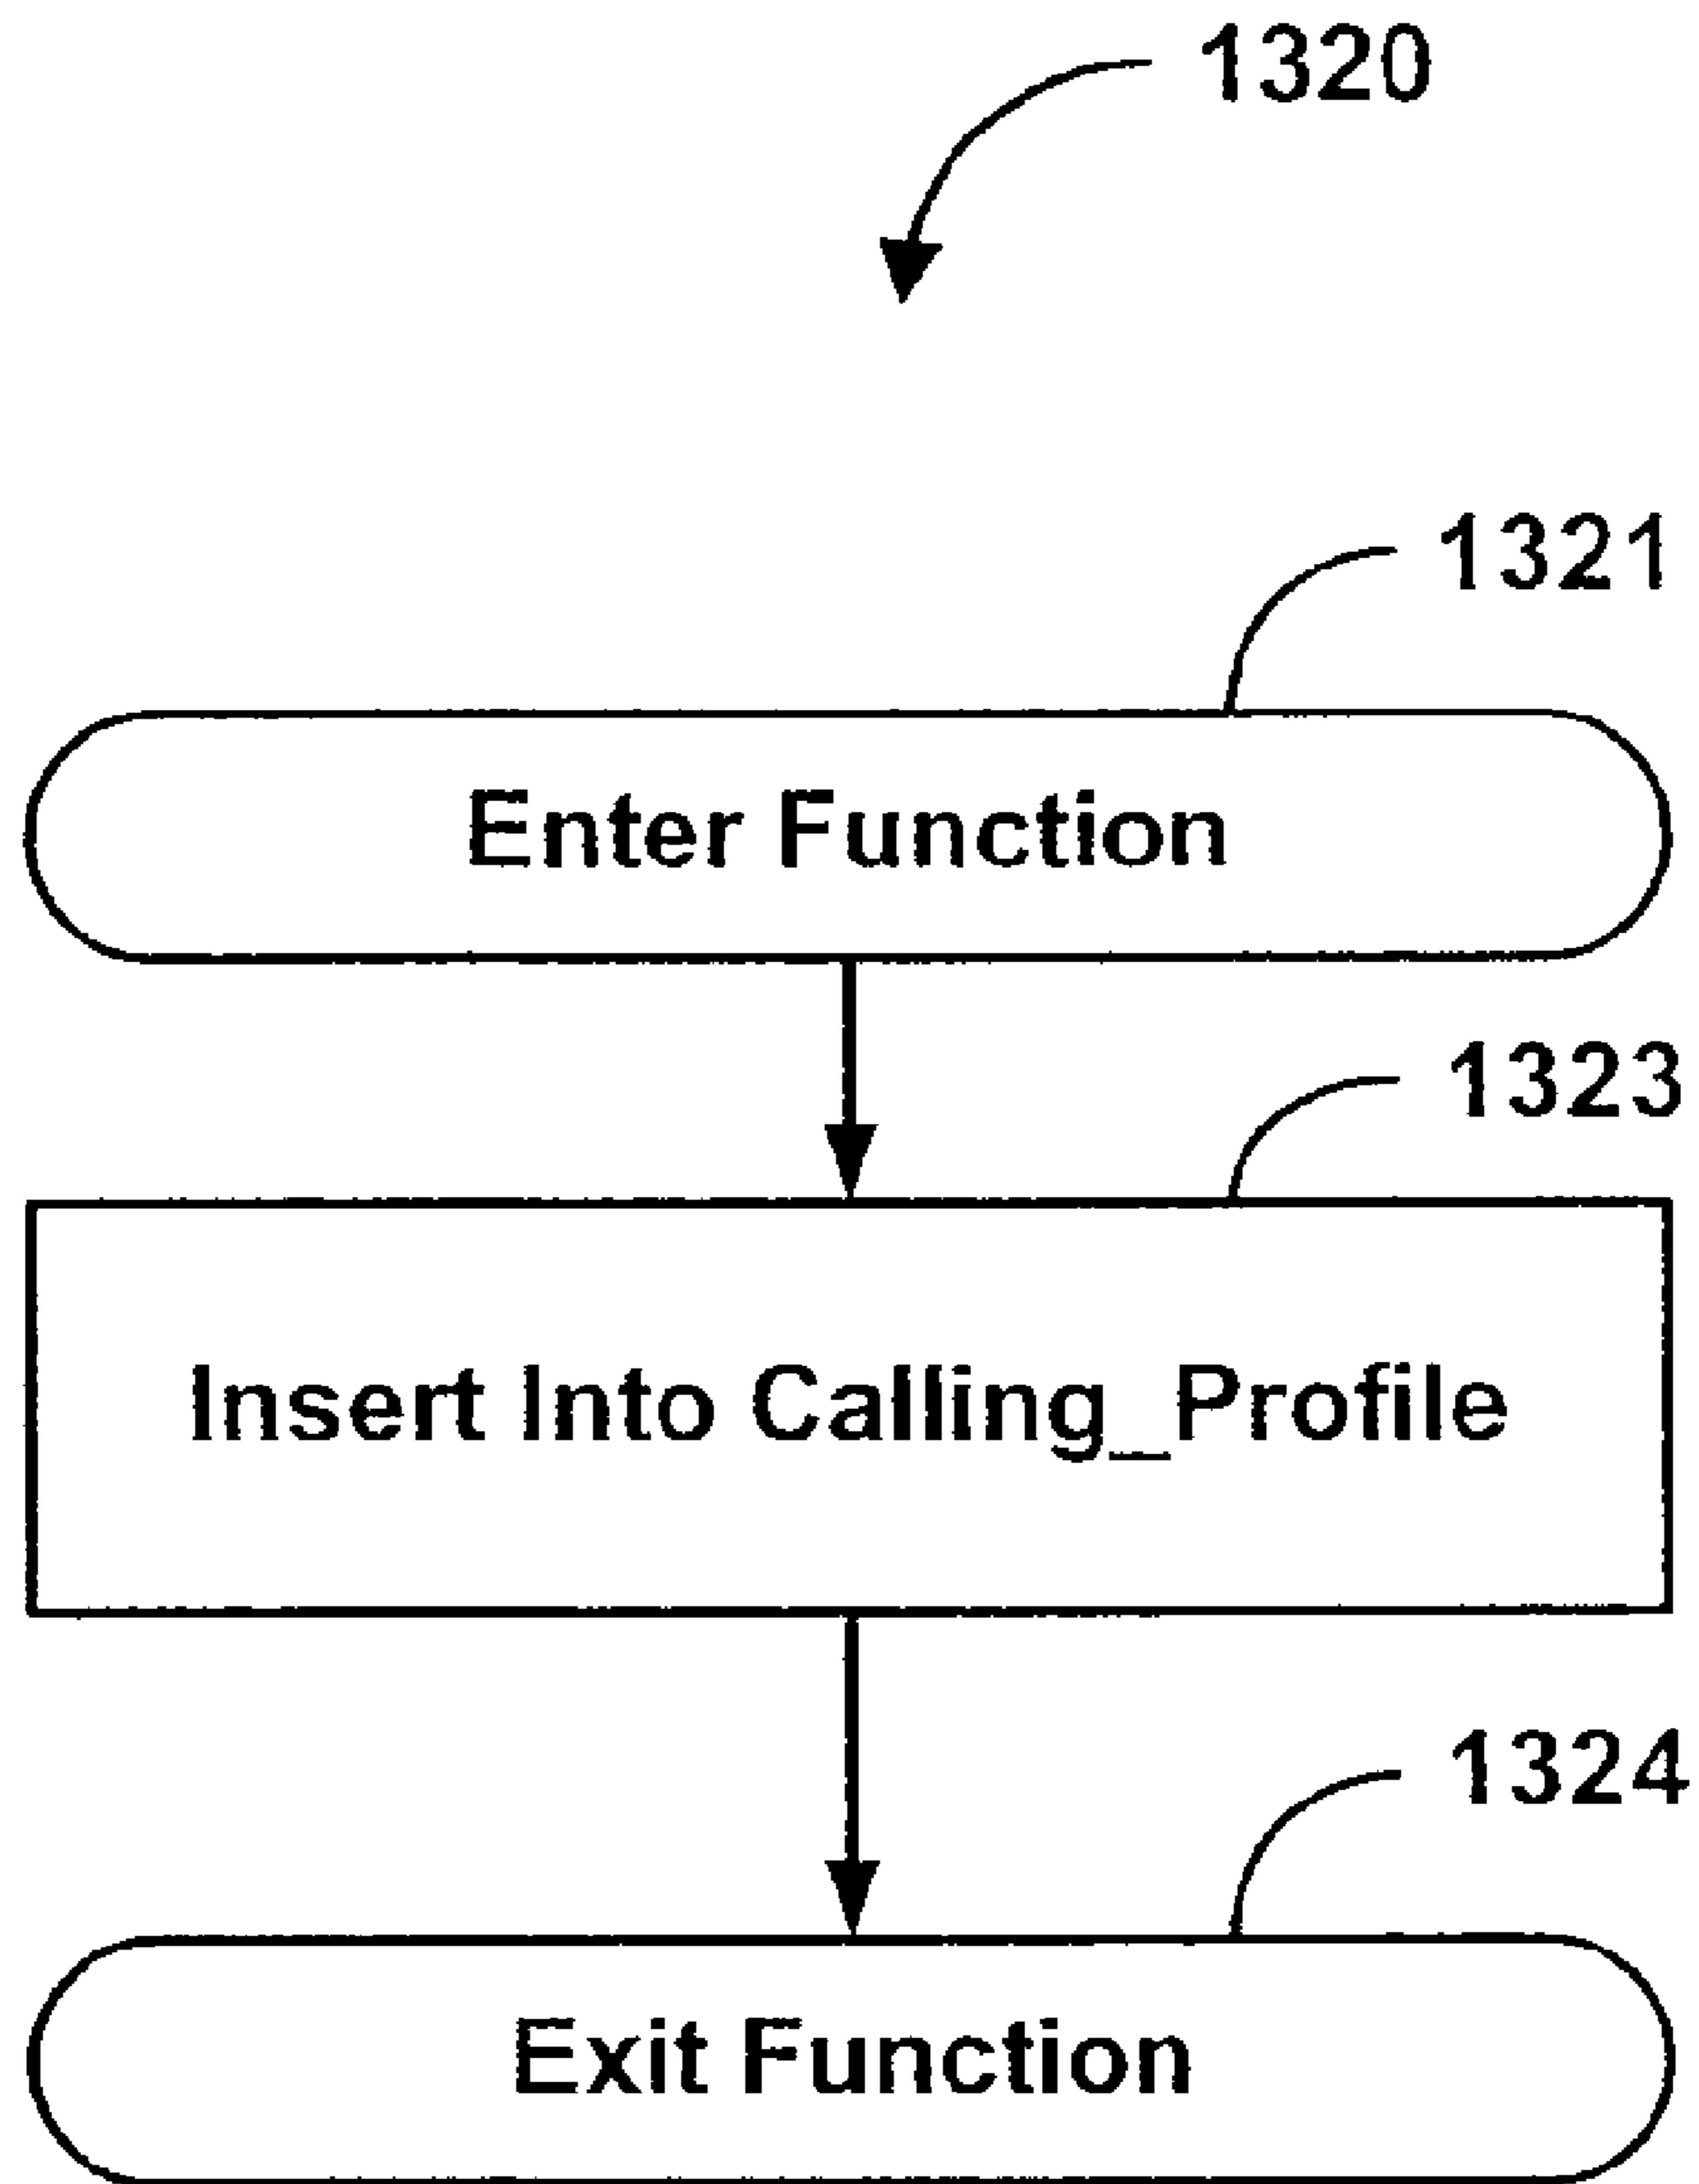 1320
1321
Enter Function
1323
Insert Into Calling_Profile
1324
Exit Function